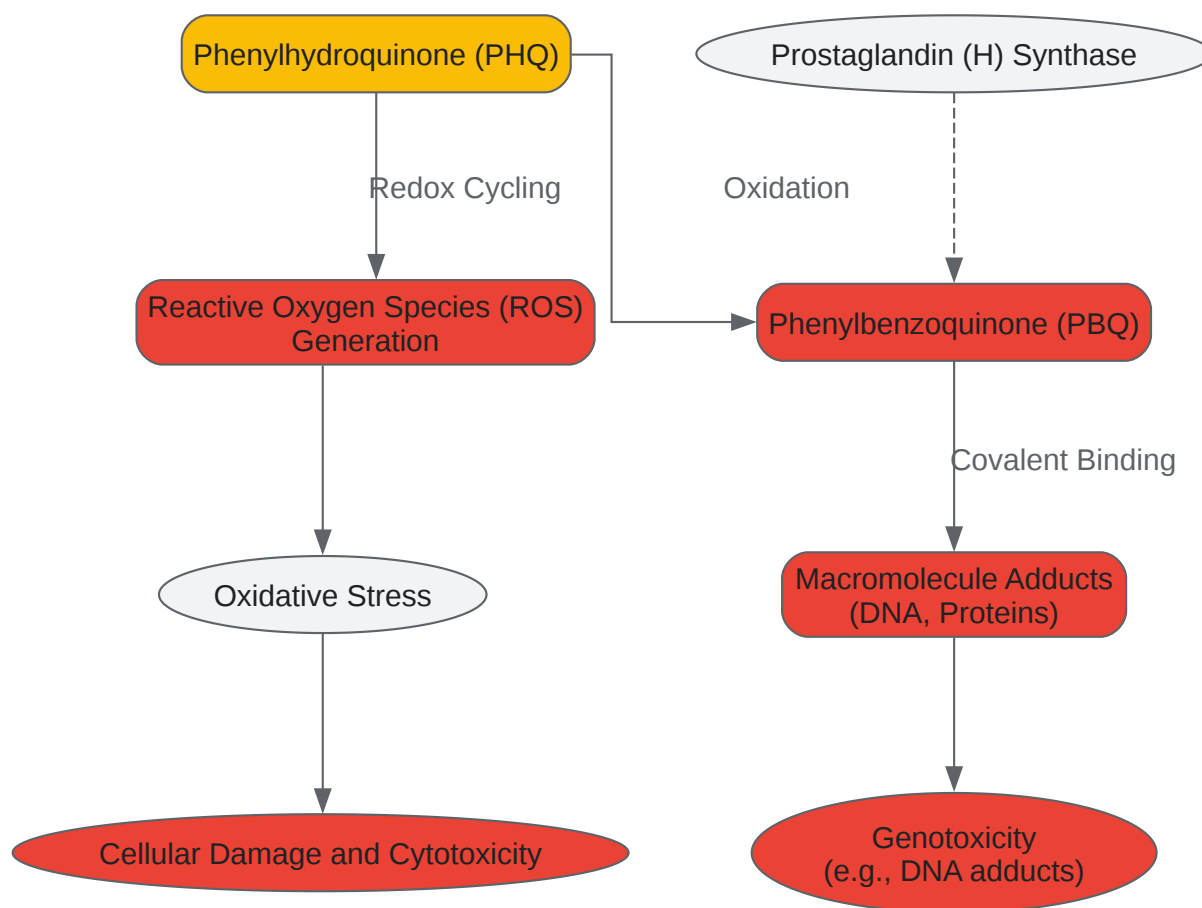 Phenylhydroquinone (PHQ)
Prostaglandin (H) Synthase
Redox Cycling
Oxidation
Reactive Oxygen Species (ROS)
Generation
Phenylbenzoquinone (PBQ)
Covalent Binding
Oxidative Stress
Macromolecule Adducts
(DNA, Proteins)
Cellular Damage and Cytotoxicity
Genotoxicity
(e.g., DNA adducts)